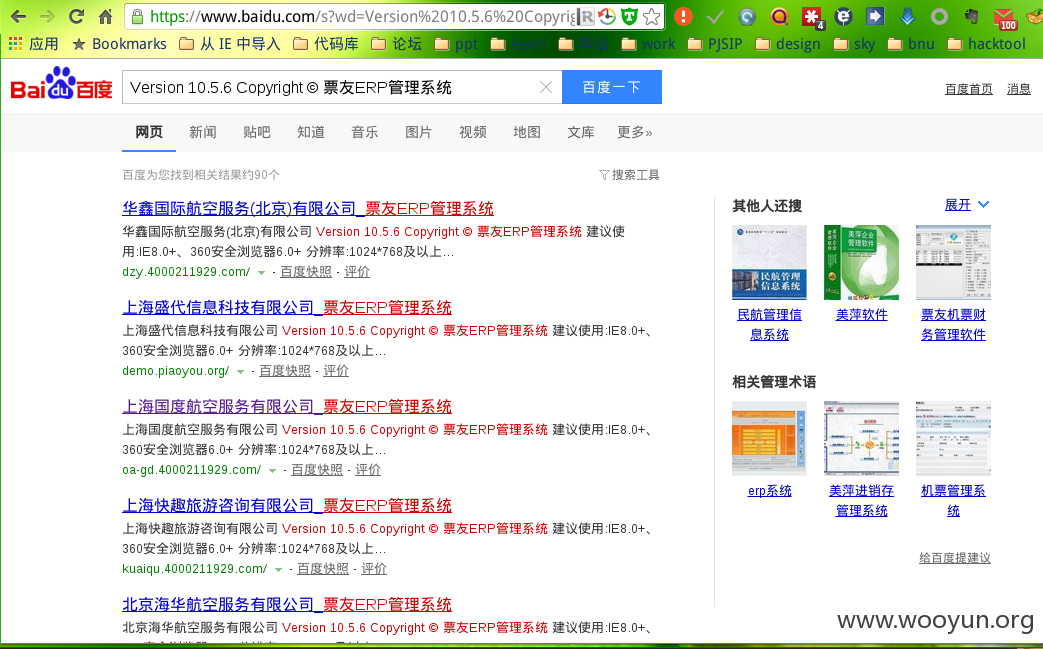 https://www.baidu.com/s?wd=Version%2010.5.6%20Copyrig
4
100
应用 Bookmarks 从 IE 中导入 代码库 论坛 ppt work PJSIP design sky bnu hacktool
Bai du 百度 Version 10.5.6 Copyright © 票友ERP管理系统 百度一下 百度首页 消息
网页 新闻 贴吧 知道 音乐 图片 视频 地图 文库 更多»
百度为您找到相关结果约90个 搜索工具
华鑫国际航空服务(北京)有限公司_票友ERP管理系统
华鑫国际航空服务(北京)有限公司 Version 10.5.6 Copyright © 票友ERP管理系统 建议使
用:IE8.0+、360安全浏览器6.0+ 分辨率:1024*768及以上...
dzy.4000211929.com/ - 百度快照 - 评价
上海盛代信息科技有限公司_票友ERP管理系统
上海盛代信息科技有限公司 Version 10.5.6 Copyright © 票友ERP管理系统 建议使用:IE8.0+、
360安全浏览器6.0+ 分辨率:1024*768及以上...
demo.piaoyou.org/ - 百度快照 - 评价
上海国度航空服务有限公司_票友ERP管理系统
上海国度航空服务有限公司 Version 10.5.6 Copyright © 票友ERP管理系统 建议使用:IE8.0+、
360安全浏览器6.0+ 分辨率:1024*768及以上...
oa-gd.4000211929.com/ - 百度快照 - 评价
上海快趣旅游咨询有限公司_票友ERP管理系统
上海快趣旅游咨询有限公司 Version 10.5.6 Copyright © 票友ERP管理系统 建议使用:IE8.0+、
360安全浏览器6.0+ 分辨率:1024*768及以上...
kuaiqu.4000211929.com/ - 百度快照 - 评价
北京海华航空服务有限公司_票友ERP管理系统
北京海华航空服务有限公司 Version 10.5.6 Copyright © 票友ERP管理系统 建议使用:IE8.0+、
其他人还搜 展开
民航管理
信息系统
美萍企业
管理软件
民航管理信
息系统
美萍软件
票友机票财
务管理软件
相关管理术语
erp系统
美萍进销存
管理系统
机票管理系
统
给百度提建议
www.wooyun.org